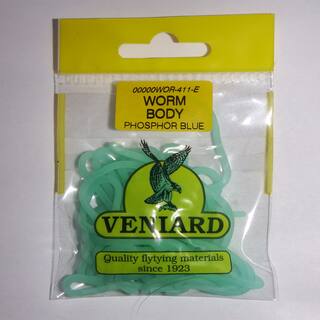 00000WOR-411-E
WORM
BODY
PHOSPHOR BLUE
VENIARD
Quality flytying materials
since 1923